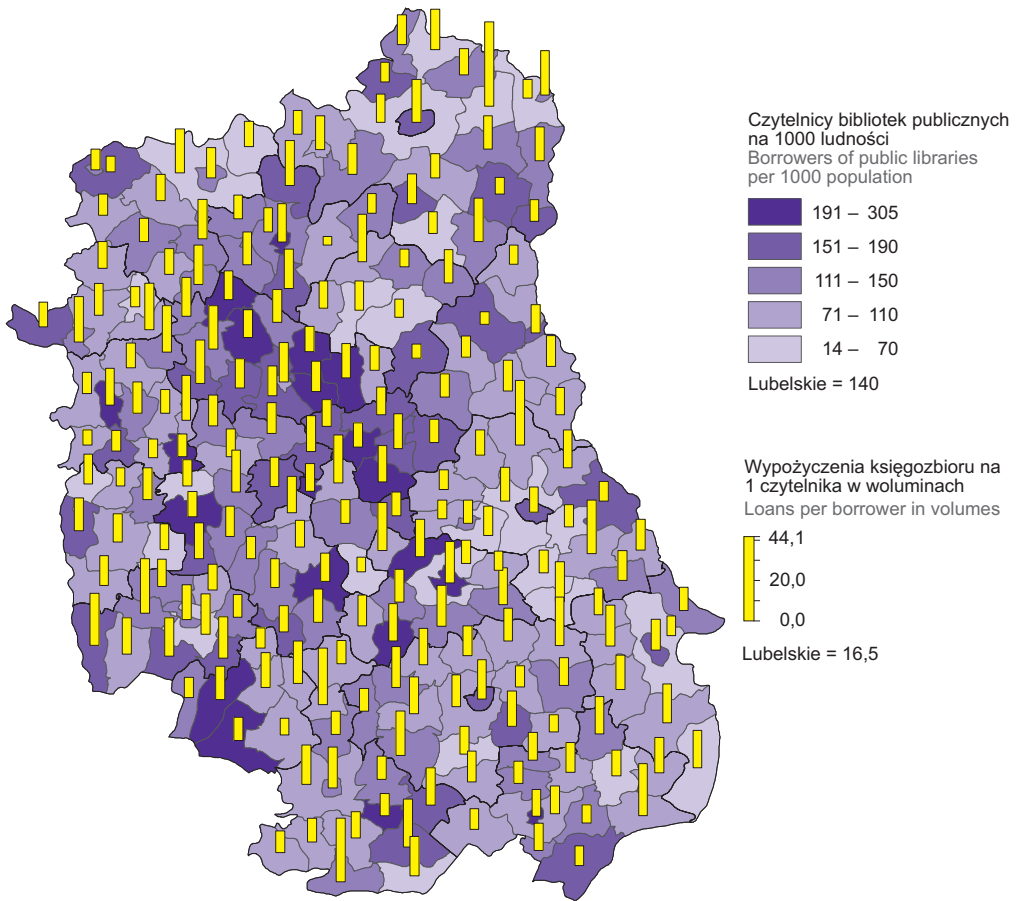 Czytelnicy bibliotek publicznych
na 1000 ludności
Borrowers of public libraries
per 1000 population
191 – 305
151 – 190
111 – 150
71 – 110
14 – 70
Lubelskie = 140
Wypożyczenia księgozbioru na
1 czytelnika w woluminach
Loans per borrower in volumes
44,1
20,0
0,0
Lubelskie = 16,5